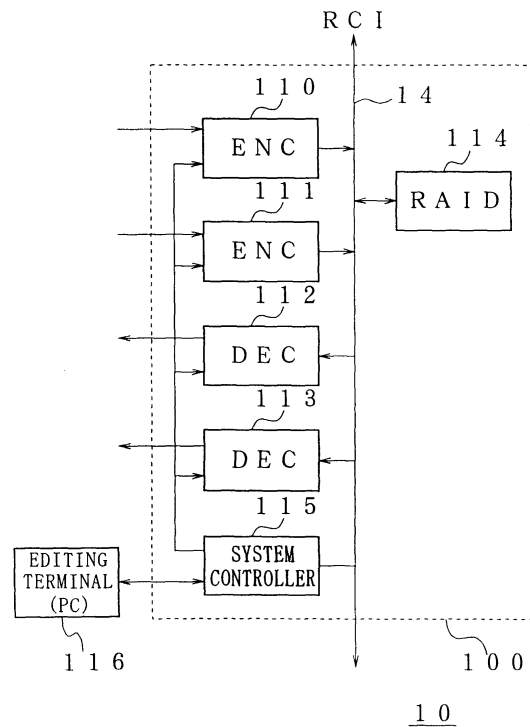 RCI
14
110
ENC
114
RAID
111
ENC
112
DEC
113
DEC
115
SYSTEM
CONTROLLER
EDITING
TERMINAL
(PC)
116
100
10